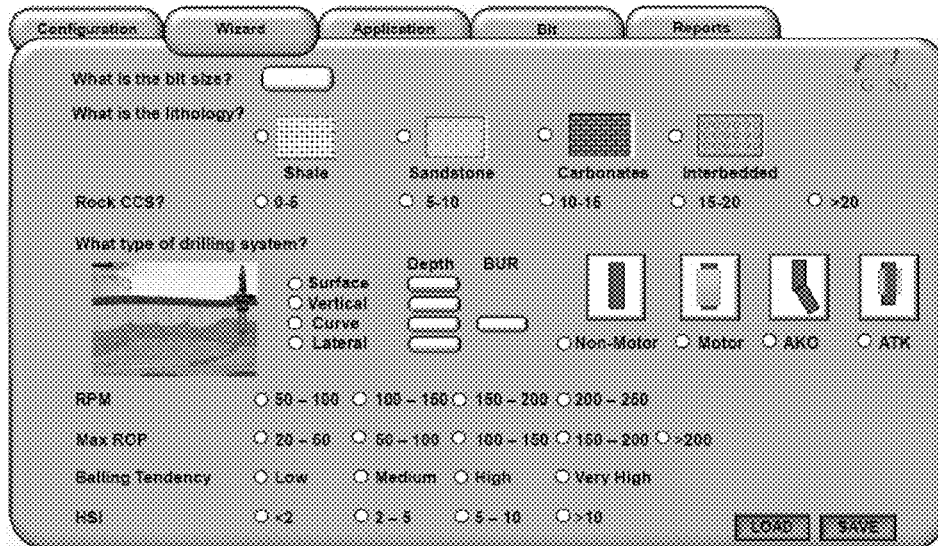 Configuration Wizard Application Bit Reports
What is the bit size?
What is the lithology?
Shale Sandstone Carbonates Interbedded
Rock CCS? 0-5 5-10 10-15 15-20 >20
What type of drilling system?
Depth BUR
Surface
Vertical
Curve
Lateral
Non-Motor Motor AKO ATK
RPM 50 – 100 100 – 150 150 – 200 200 – 250
Max ROP 20 – 50 50 – 100 100 – 150 150 – 200 >200
Balling Tendency Low Medium High Very High
HSI <2 2 – 5 5 – 10 >10
LOAD SAVE